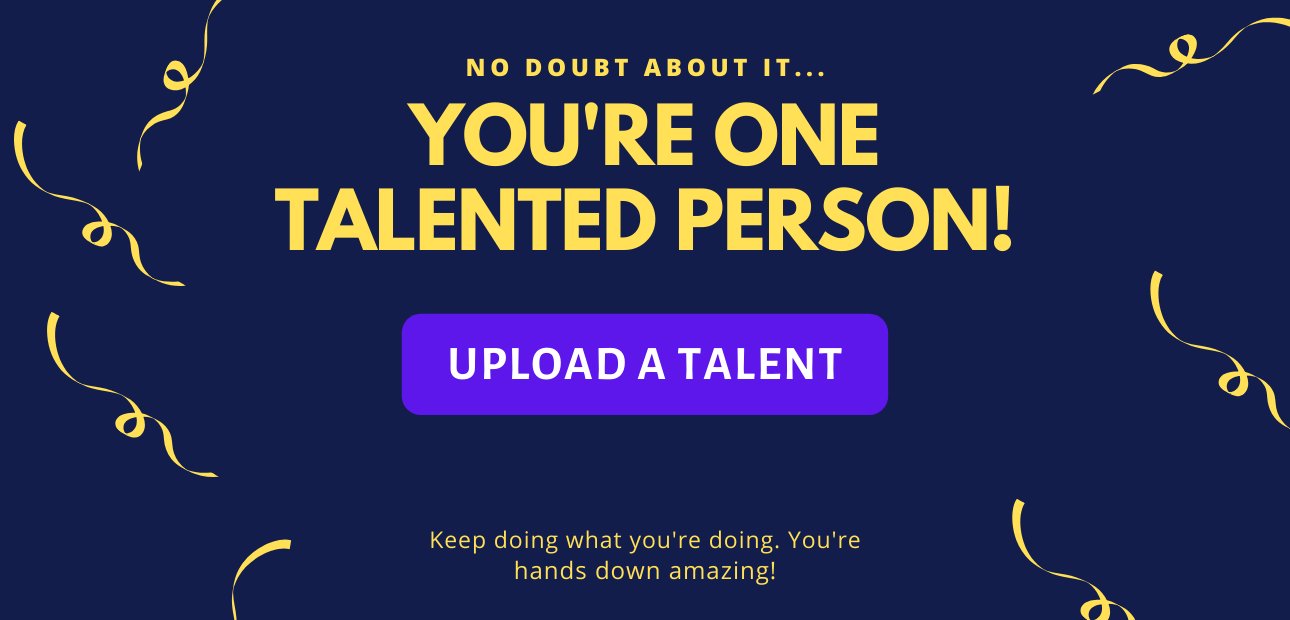 NO DOUBT ABOUT IT...
YOU'RE ONE
TALENTED PERSON!
UPLOAD A TALENT
Keep doing what you're doing. You're
hands down amazing!